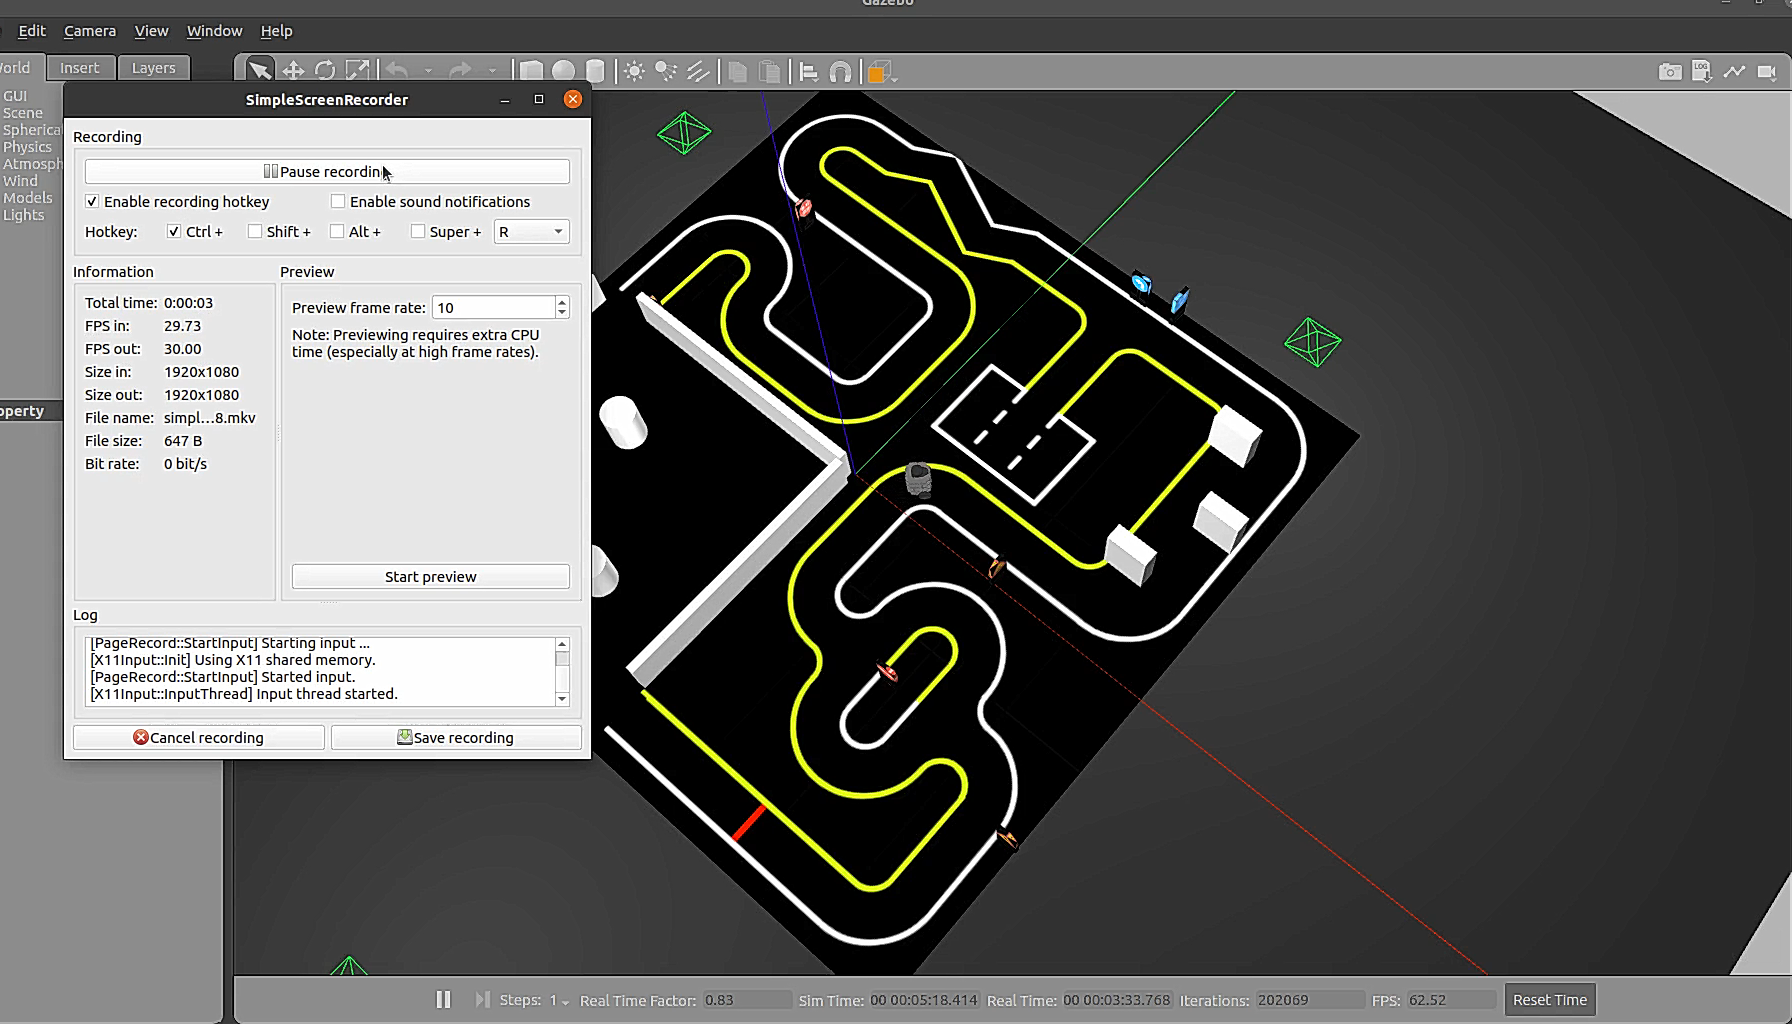 Gazebo
Edit Camera View Window Help
World Insert Layers
GUI
Scene
Spherica
Physics
Atmosph
Wind
Models
Lights
operty
LOG
SimpleScreenRecorder
Recording
Pause recording
Enable recording hotkey Enable sound notifications
Hotkey: Ctrl + Shift + Alt + Super + R
Information Preview
Total time: 0:00:03
FPS in: 29.73
FPS out: 30.00
Size in: 1920x1080
Size out: 1920x1080
File name: simpl...8.mkv
File size: 647 B
Bit rate: 0 bit/s
Preview frame rate: 10
Note: Previewing requires extra CPU
time (especially at high frame rates).
Start preview
Log
[PageRecord::StartInput] Starting input ...
[X11Input::Init] Using X11 shared memory.
[PageRecord::StartInput] Started input.
[X11Input::InputThread] Input thread started.
Cancel recording Save recording
Steps: 1 Real Time Factor: 0.83 Sim Time: 00 00:05:18.414 Real Time: 00 00:03:33.768 Iterations: 202069 FPS: 62.52 Reset Time